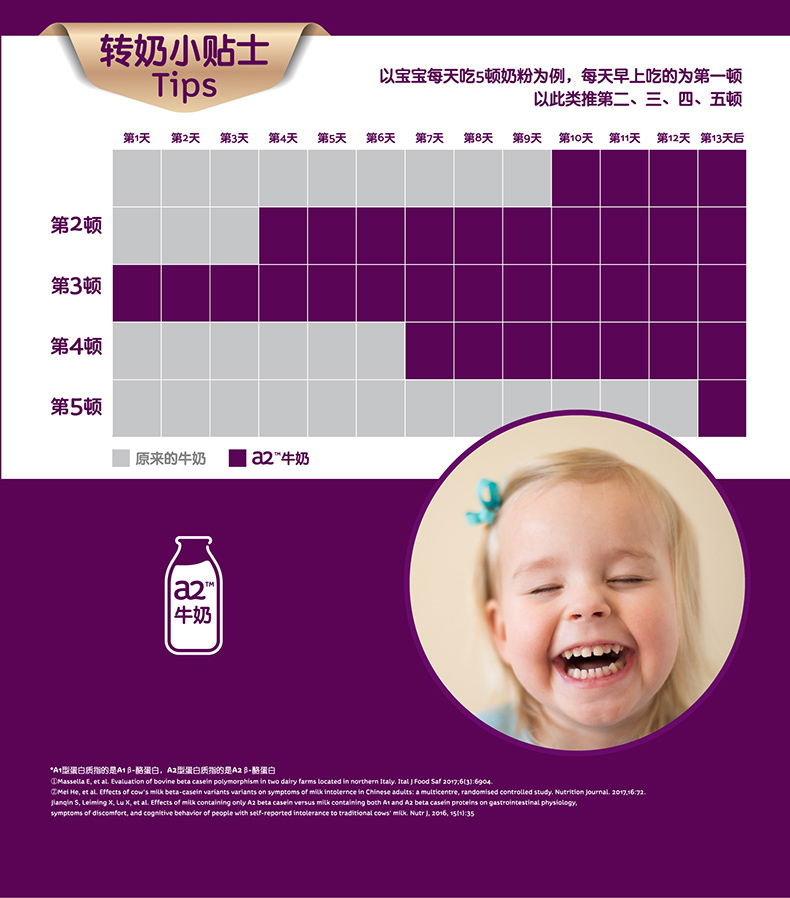 转奶小贴士
Tips
以宝宝每天吃5顿奶粉为例，每天早上吃的为第一顿
以此类推第二、三、四、五顿
第1天 第2天 第3天 第4天 第5天 第6天 第7天 第8天 第9天 第10天 第11天 第12天 第13天后
第2顿
第3顿
第4顿
第5顿
原来的牛奶 a2™牛奶
a2™
牛奶
*A1型蛋白质指的是A1 β-酪蛋白，A2型蛋白质指的是A2 β-酪蛋白
①Massella E, et al. Evaluation of bovine beta casein polymorphism in two dairy farms located in northern Italy. Ital J Food Saf 2017;6(3):6904.
②Mei He, et al. Effects of cow's milk beta-casein variants variants on symptoms of milk intolernce in Chinese adults: a multicentre, randomised controlled study. Nutrition Journal. 2017,16:72.
Jianqin S, Leiming X, Lu X, et al. Effects of milk containing only A2 beta casein versus milk containing both A1 and A2 beta casein proteins on gastrointestinal physiology,
symptoms of discomfort, and cognitive behavior of people with self-reported intolerance to traditional cows' milk. Nutr J, 2016, 15(1):35